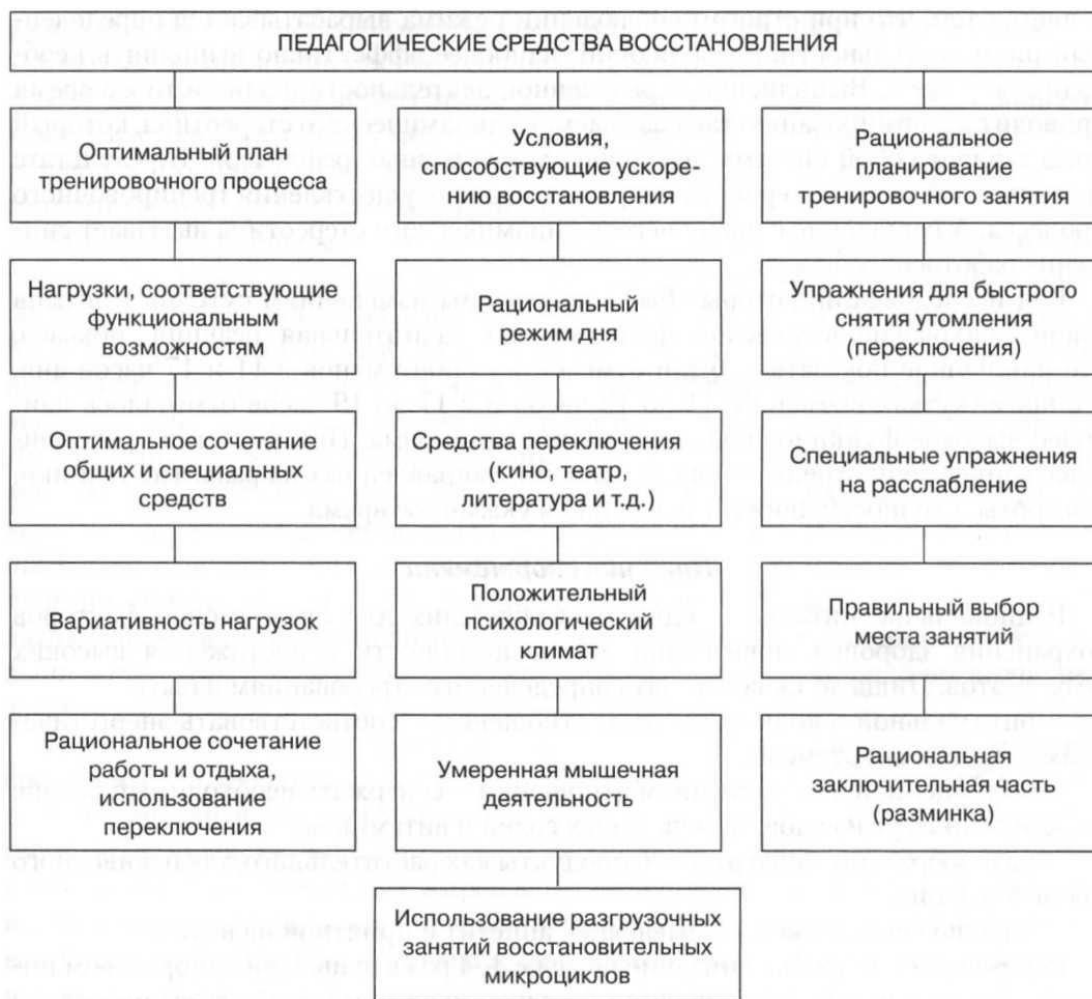 ПЕДАГОГИЧЕСКИЕ СРЕДСТВА ВОССТАНОВЛЕНИЯ
Оптимальный план
тренировочного процесса
Нагрузки, соответствующие
функциональным
возможностям
Оптимальное сочетание
общих и специальных
средств
Вариативность нагрузок
Рациональное сочетание
работы и отдыха,
использование
переключения
Условия,
способствующие ускоре-
нию восстановления
Рациональный
режим дня
Средства переключения
(кино, театр,
литература и т.д.)
Положительный
психологический
климат
Умеренная мышечная
деятельность
Использование разгрузочных
занятий восстановительных
микроциклов
Рациональное
планирование
тренировочного занятия
Упражнения для быстрого
снятия утомления
(переключения)
Специальные упражнения
на расслабление
Правильный выбор
места занятий
Рациональная
заключительная часть
(разминка)